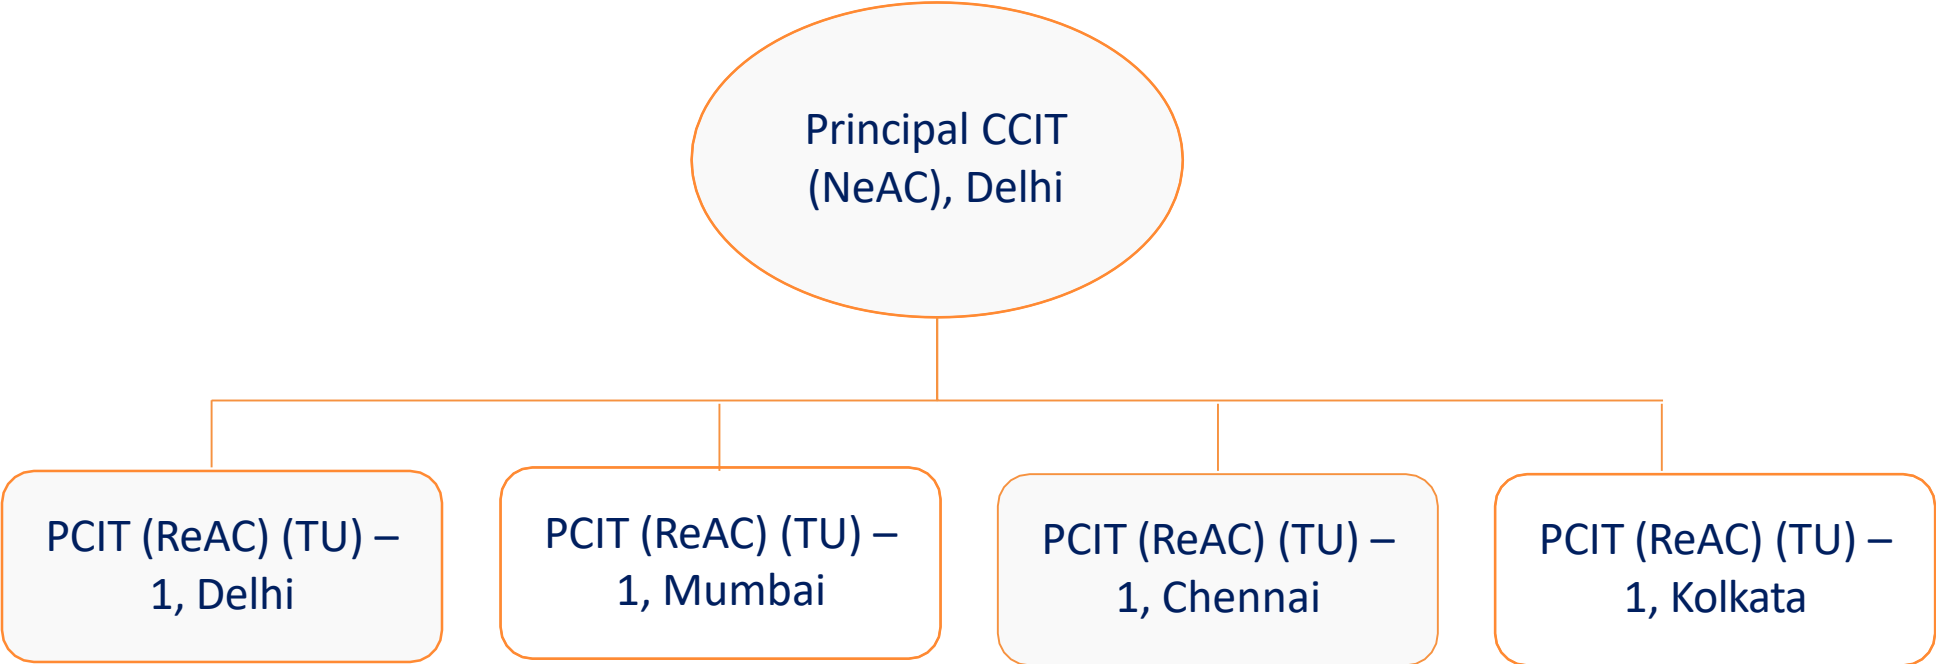 Principal CCIT
(NeAC), Delhi
PCIT (ReAC) (TU) –
1, Delhi
PCIT (ReAC) (TU) –
1, Mumbai
PCIT (ReAC) (TU) –
1, Chennai
PCIT (ReAC) (TU) –
1, Kolkata